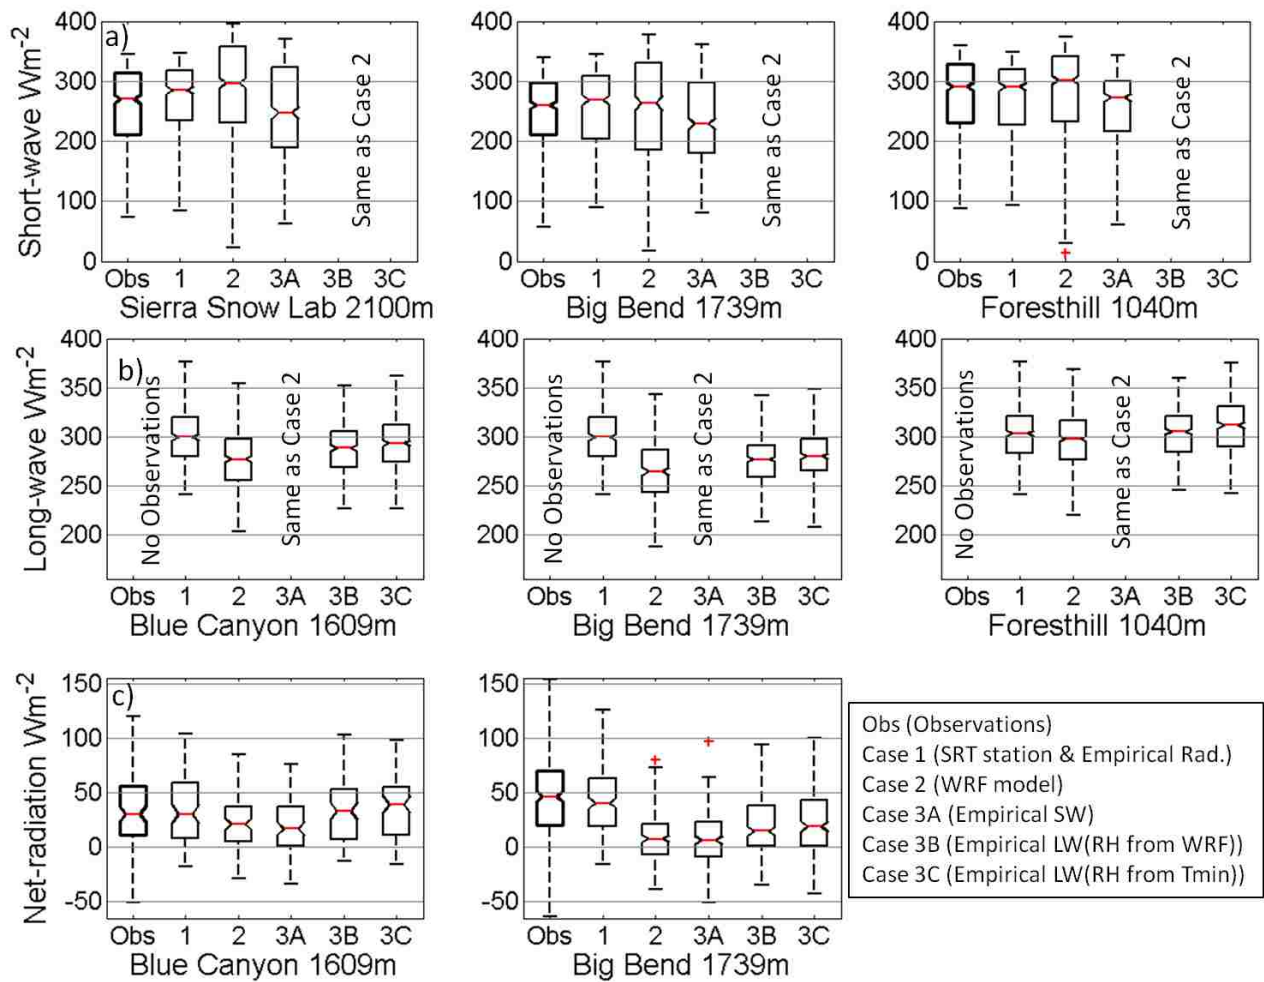 a)
Short-wave Wm-2
400
300
200
100
0
Same as Case 2
Obs 1 2 3A 3B 3C
Sierra Snow Lab 2100m
400
300
200
100
0
Same as Case 2
Obs 1 2 3A 3B 3C
Big Bend 1739m
400
300
200
100
0
Same as Case 2
Obs 1 2 3A 3B 3C
Foresthill 1040m
b)
Long-wave Wm-2
400
350
300
250
200
No Observations
Same as Case 2
Obs 1 2 3A 3B 3C
Blue Canyon 1609m
400
350
300
250
200
No Observations
Same as Case 2
Obs 1 2 3A 3B 3C
Big Bend 1739m
400
350
300
250
200
No Observations
Same as Case 2
Obs 1 2 3A 3B 3C
Foresthill 1040m
c)
Net-radiation Wm-2
150
100
50
0
-50
Obs 1 2 3A 3B 3C
Blue Canyon 1609m
150
100
50
0
-50
Obs 1 2 3A 3B 3C
Big Bend 1739m
Obs (Observations)
Case 1 (SRT station & Empirical Rad.)
Case 2 (WRF model)
Case 3A (Empirical SW)
Case 3B (Empirical LW(RH from WRF))
Case 3C (Empirical LW(RH from Tmin))